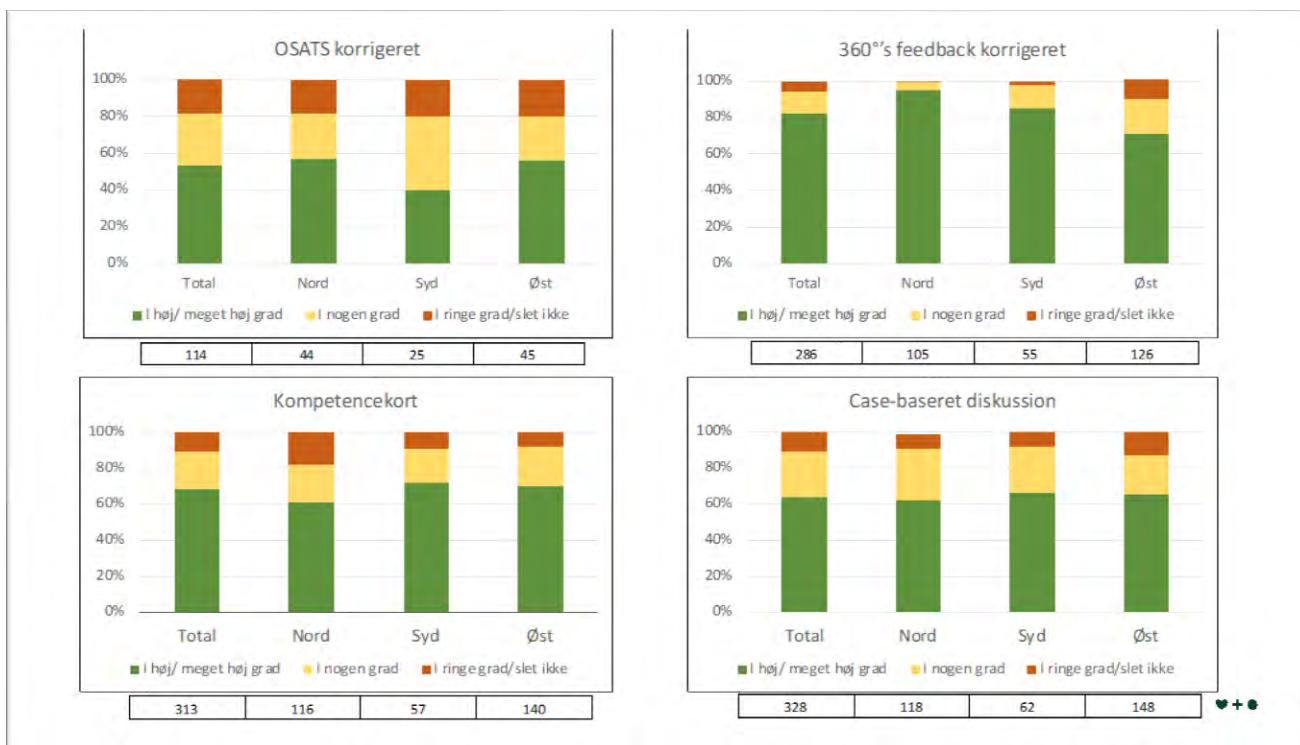 OSATS korrigeret
100%
80%
60%
40%
20%
0%
Total Nord Syd Øst
I høj/ meget høj grad I nogen grad I ringe grad/slet ikke
114 44 25 45
360°'s feedback korrigeret
100%
80%
60%
40%
20%
0%
Total Nord Syd Øst
I høj/ meget høj grad I nogen grad I ringe grad/slet ikke
286 105 55 126
Kompetencekort
100%
80%
60%
40%
20%
0%
Total Nord Syd Øst
I høj/ meget høj grad I nogen grad I ringe grad/slet ikke
313 116 57 140
Case-baseret diskussion
100%
80%
60%
40%
20%
0%
Total Nord Syd Øst
I høj/ meget høj grad I nogen grad I ringe grad/slet ikke
328 118 62 148